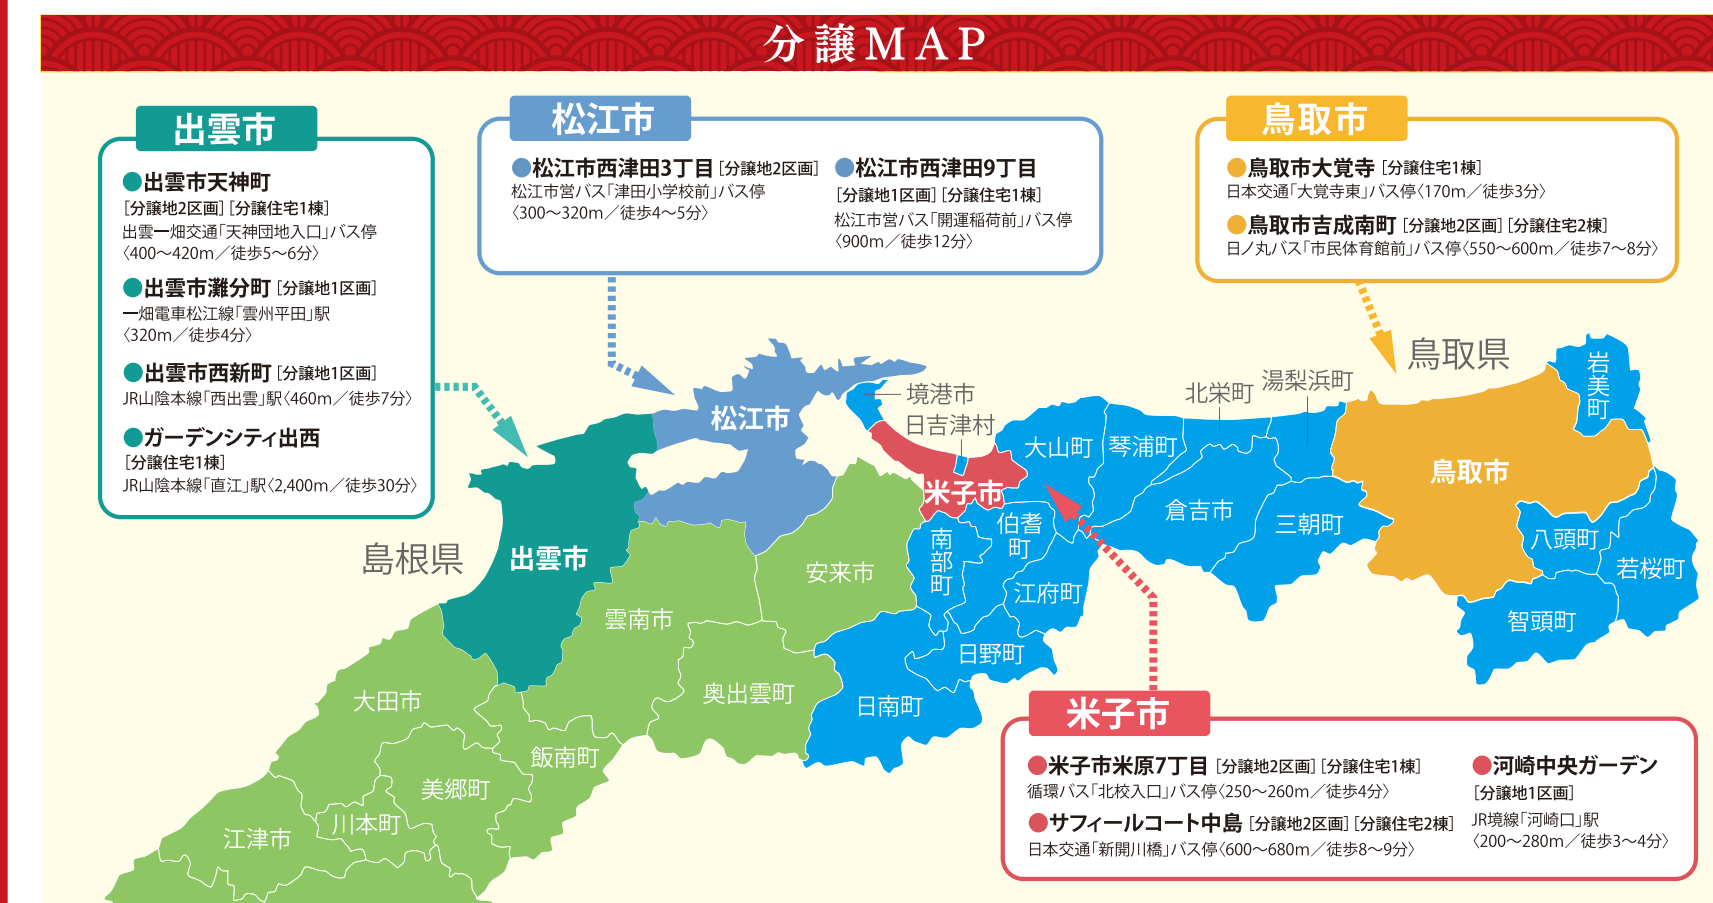 分譲MAP
出雲市
●出雲市天神町
［分譲地2区画］［分譲住宅1棟］
出雲一畑交通「天神団地入口」バス停
〈400〜420m／徒歩5〜6分〉
●出雲市灘分町［分譲地1区画］
一畑電車松江線「雲州平田」駅
〈320m／徒歩4分〉
●出雲市西新町［分譲地1区画］
JR山陰本線「西出雲」駅〈460m／徒歩7分〉
●ガーデンシティ出西
［分譲住宅1棟］
JR山陰本線「直江」駅〈2,400m／徒歩30分〉
松江市
●松江市西津田3丁目［分譲地2区画］
松江市営バス「津田小学校前」バス停
〈300〜320m／徒歩4〜5分〉
●松江市西津田9丁目
［分譲地1区画］［分譲住宅1棟］
松江市営バス「開運稲荷前」バス停
〈900m／徒歩12分〉
鳥取市
●鳥取市大覚寺［分譲住宅1棟］
日本交通「大覚寺東」バス停〈170m／徒歩3分〉
●鳥取市吉成南町［分譲地2区画］［分譲住宅2棟］
日ノ丸バス「市民体育館前」バス停〈550〜600m／徒歩7〜8分〉
鳥取県
岩美町
湯梨浜町
北栄町
境港市
日吉津村
松江市
大山町
琴浦町
鳥取市
米子市
倉吉市
三朝町
伯耆町
南部町
八頭町
若桜町
島根県
出雲市
安来市
江府町
雲南市
智頭町
日野町
大田市
奥出雲町
日南町
飯南町
美郷町
川本町
江津市
米子市
●米子市米原7丁目［分譲地2区画］［分譲住宅1棟］
循環バス「北校入口」バス停〈250〜260m／徒歩4分〉
●サフィールコート中島［分譲地2区画］［分譲住宅2棟］
日本交通「新開川橋」バス停〈600〜680m／徒歩8〜9分〉
●河崎中央ガーデン
［分譲地1区画］
JR境線「河崎口」駅
〈200〜280m／徒歩3〜4分〉